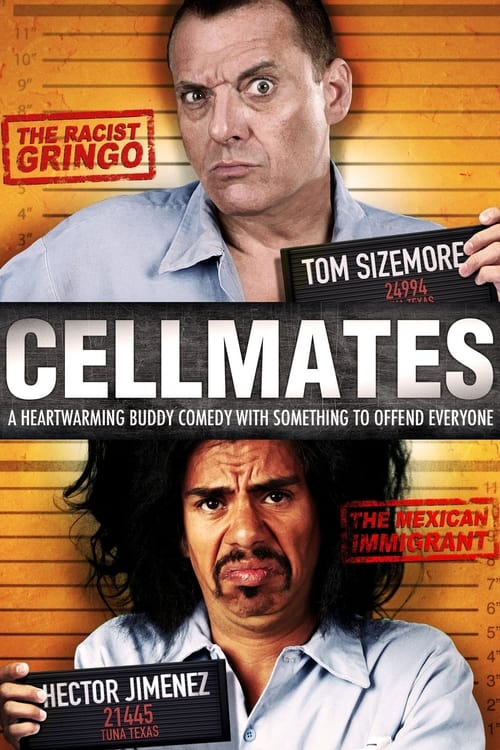 THE RACIST
GRINGO
TOM SIZEMORE
24994
TUNA TEXAS
CELLMATES
A HEARTWARMING BUDDY COMEDY WITH SOMETHING TO OFFEND EVERYONE
THE MEXICAN
IMMIGRANT
HECTOR JIMENEZ
21445
TUNA TEXAS